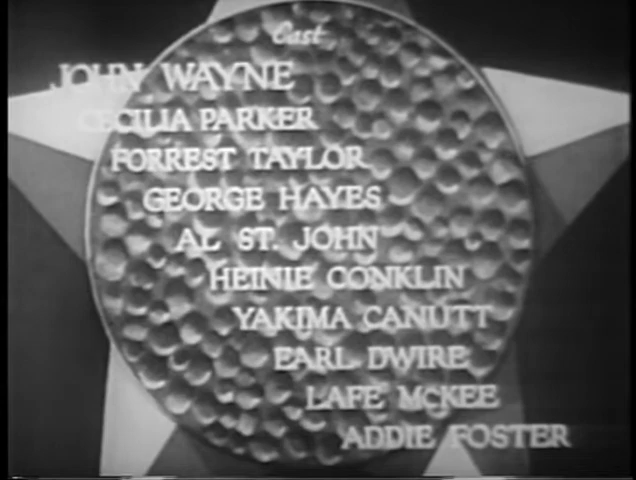 Cast
JOHN WAYNE
CECILIA PARKER
FORREST TAYLOR
GEORGE HAYES
AL ST. JOHN
HEINIE CONKLIN
YAKIMA CANUTT
EARL DWIRE
LAFE McKEE
ADDIE FOSTER